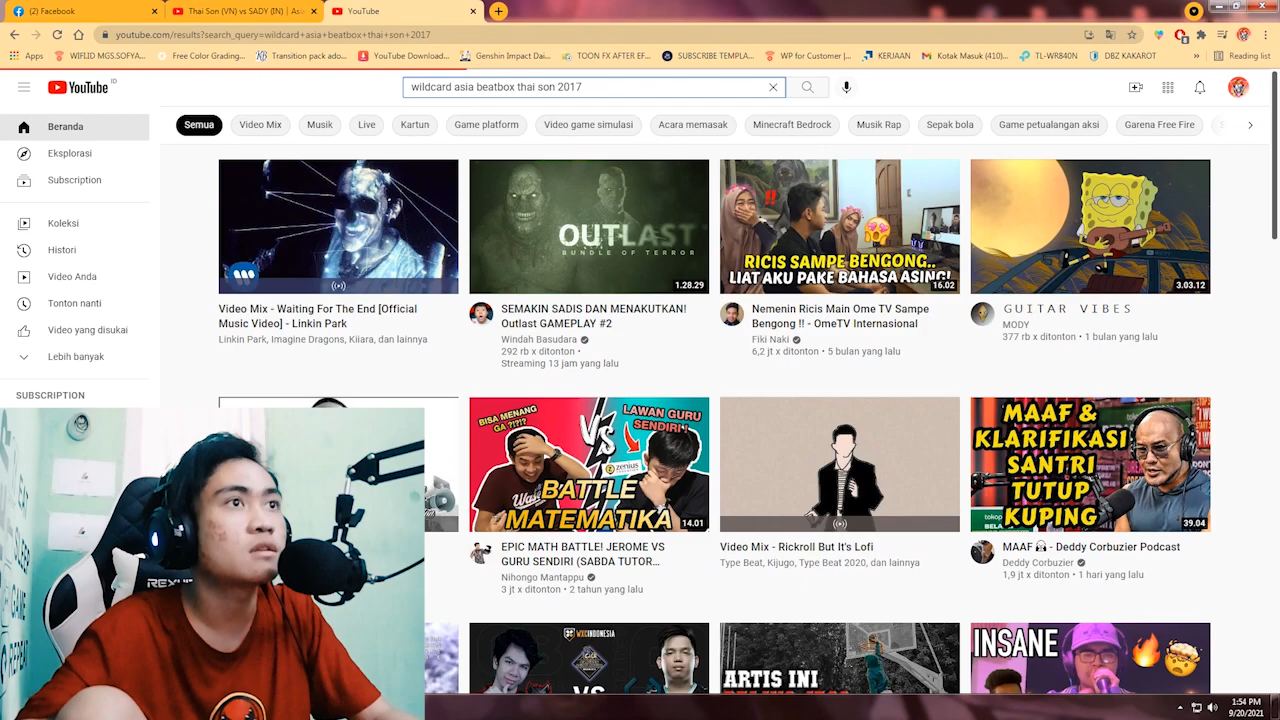 (2) Facebook
Thai Son (VN) vs SADY (IN) | Asia
YouTube
youtube.com/results?search_query=wildcard+asia+beatbox+thai+son+2017
Apps
WIFI.ID MGS.SOFYA...
Free Color Grading...
Transition pack ado...
YouTube Download...
Genshin Impact Dai...
TOON FX AFTER EF...
SUBSCRIBE TEMPLA...
WP for Customer |...
KERJAAN
Kotak Masuk (410)...
TL-WR840N
DBZ KAKAROT
»
Reading list
YouTube ID
wildcard asia beatbox thai son 2017
Semua
Video Mix
Musik
Live
Kartun
Game platform
Video game simulasi
Acara memasak
Minecraft Bedrock
Musik Rap
Sepak bola
Game petualangan aksi
Garena Free Fire
Beranda
Eksplorasi
Subscription
Koleksi
Histori
Video Anda
Tonton nanti
Video yang disukai
Lebih banyak
SUBSCRIPTION
Video Mix - Waiting For The End [Official
Music Video] - Linkin Park
Linkin Park, Imagine Dragons, Kiiara, dan lainnya
OUTLAST
BUNDLE OF TERROR
1.28.29
SEMAKIN SADIS DAN MENAKUTKAN!
Outlast GAMEPLAY #2
Windah Basudara
292 rb x ditonton •
Streaming 13 jam yang lalu
RICIS SAMPE BENGONG..
LIAT AKU PAKE BAHASA ASING!
16.02
Nemenin Ricis Main Ome TV Sampe
Bengong !! - OmeTV Internasional
Fiki Naki
6,2 jt x ditonton • 5 bulan yang lalu
3.03.12
G U I T A R V I B E S
MODY
377 rb x ditonton • 1 bulan yang lalu
BISA MENANG
GA ?!?!?
VS
LAWAN GURU
SENDIRI
zenius
BATTLE
MATEMATIKA
14.01
EPIC MATH BATTLE! JEROME VS
GURU SENDIRI (SABDA TUTOR...
Nihongo Mantappu
3 jt x ditonton • 2 tahun yang lalu
Video Mix - Rickroll But It's Lofi
Type Beat, Kijugo, Type Beat 2020, dan lainnya
MAAF &
KLARIFIKASI
SANTRI
TUTUP
KUPING
39.04
MAAF - Deddy Corbuzier Podcast
Deddy Corbuzier
1,9 jt x ditonton • 1 hari yang lalu
WXCINDONESIA
VS
ARTIS INI
INSANE
REXUS
1:54 PM
9/20/2021